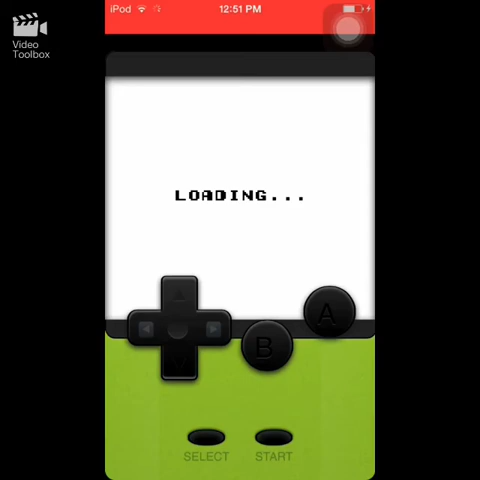 iPod 12:51 PM
Video
Toolbox
LOADING...
A
B
SELECT START